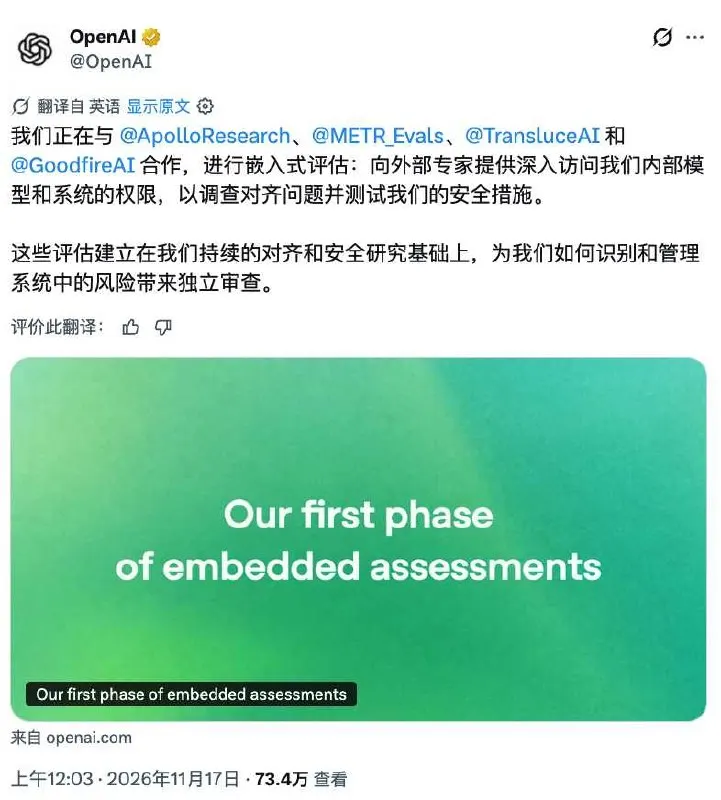 OpenAI
@OpenAI
翻译自 英语 显示原文
我们正在与 @ApolloResearch、@METR_Evals、@TransluceAI 和
@GoodfireAI 合作，进行嵌入式评估：向外部专家提供深入访问我们内部模
型和系统的权限，以调查对齐问题并测试我们的安全措施。
这些评估建立在我们持续的对齐和安全研究基础上，为我们如何识别和管理
系统中的风险带来独立审查。
评价此翻译：
Our first phase
of embedded assessments
Our first phase of embedded assessments
来自 openai.com
上午12:03 · 2026年11月17日 · 73.4万 查看